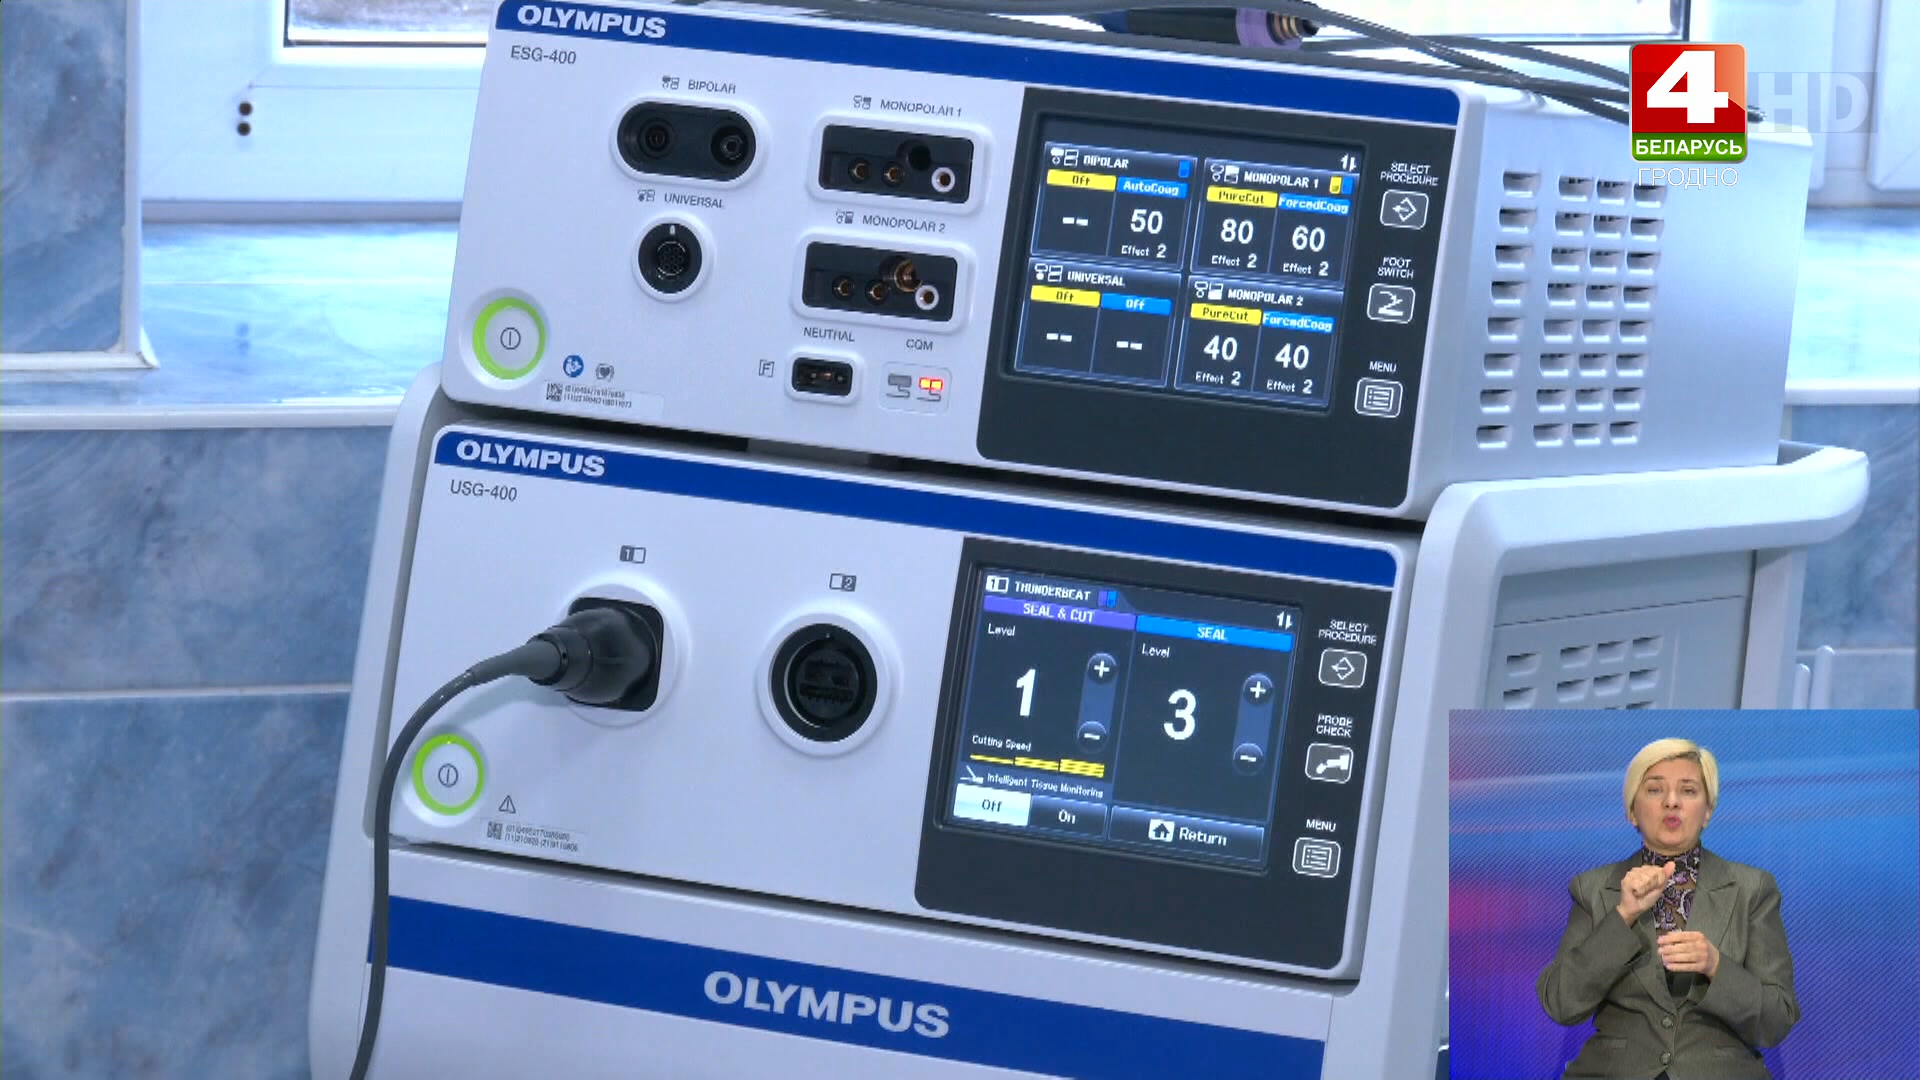 OLYMPUS
ESG-400
BIPOLAR
MONOPOLAR 1
UNIVERSAL
MONOPOLAR 2
NEUTRAL
CQM
BIPOLAR
Off
AutoCoag
--
50
Effect 2
MONOPOLAR 1
PureCut
ForcedCoag
80
60
Effect 2
Effect 2
UNIVERSAL
Off
Off
--
--
MONOPOLAR 2
PureCut
ForcedCoag
40
40
Effect 2
Effect 2
SELECT
PROCEDURE
FOOT
SWITCH
MENU
4
HD
БЕЛАРУСЬ
ГРОДНО
OLYMPUS
USG-400
1
2
1 THUNDERBEAT
SEAL & CUT
SEAL
Level
Level
1
3
+
+
-
-
Cutting Speed
Intelligent Tissue Monitoring
Off
On
Return
SELECT
PROCEDURE
PROBE
CHECK
MENU
OLYMPUS